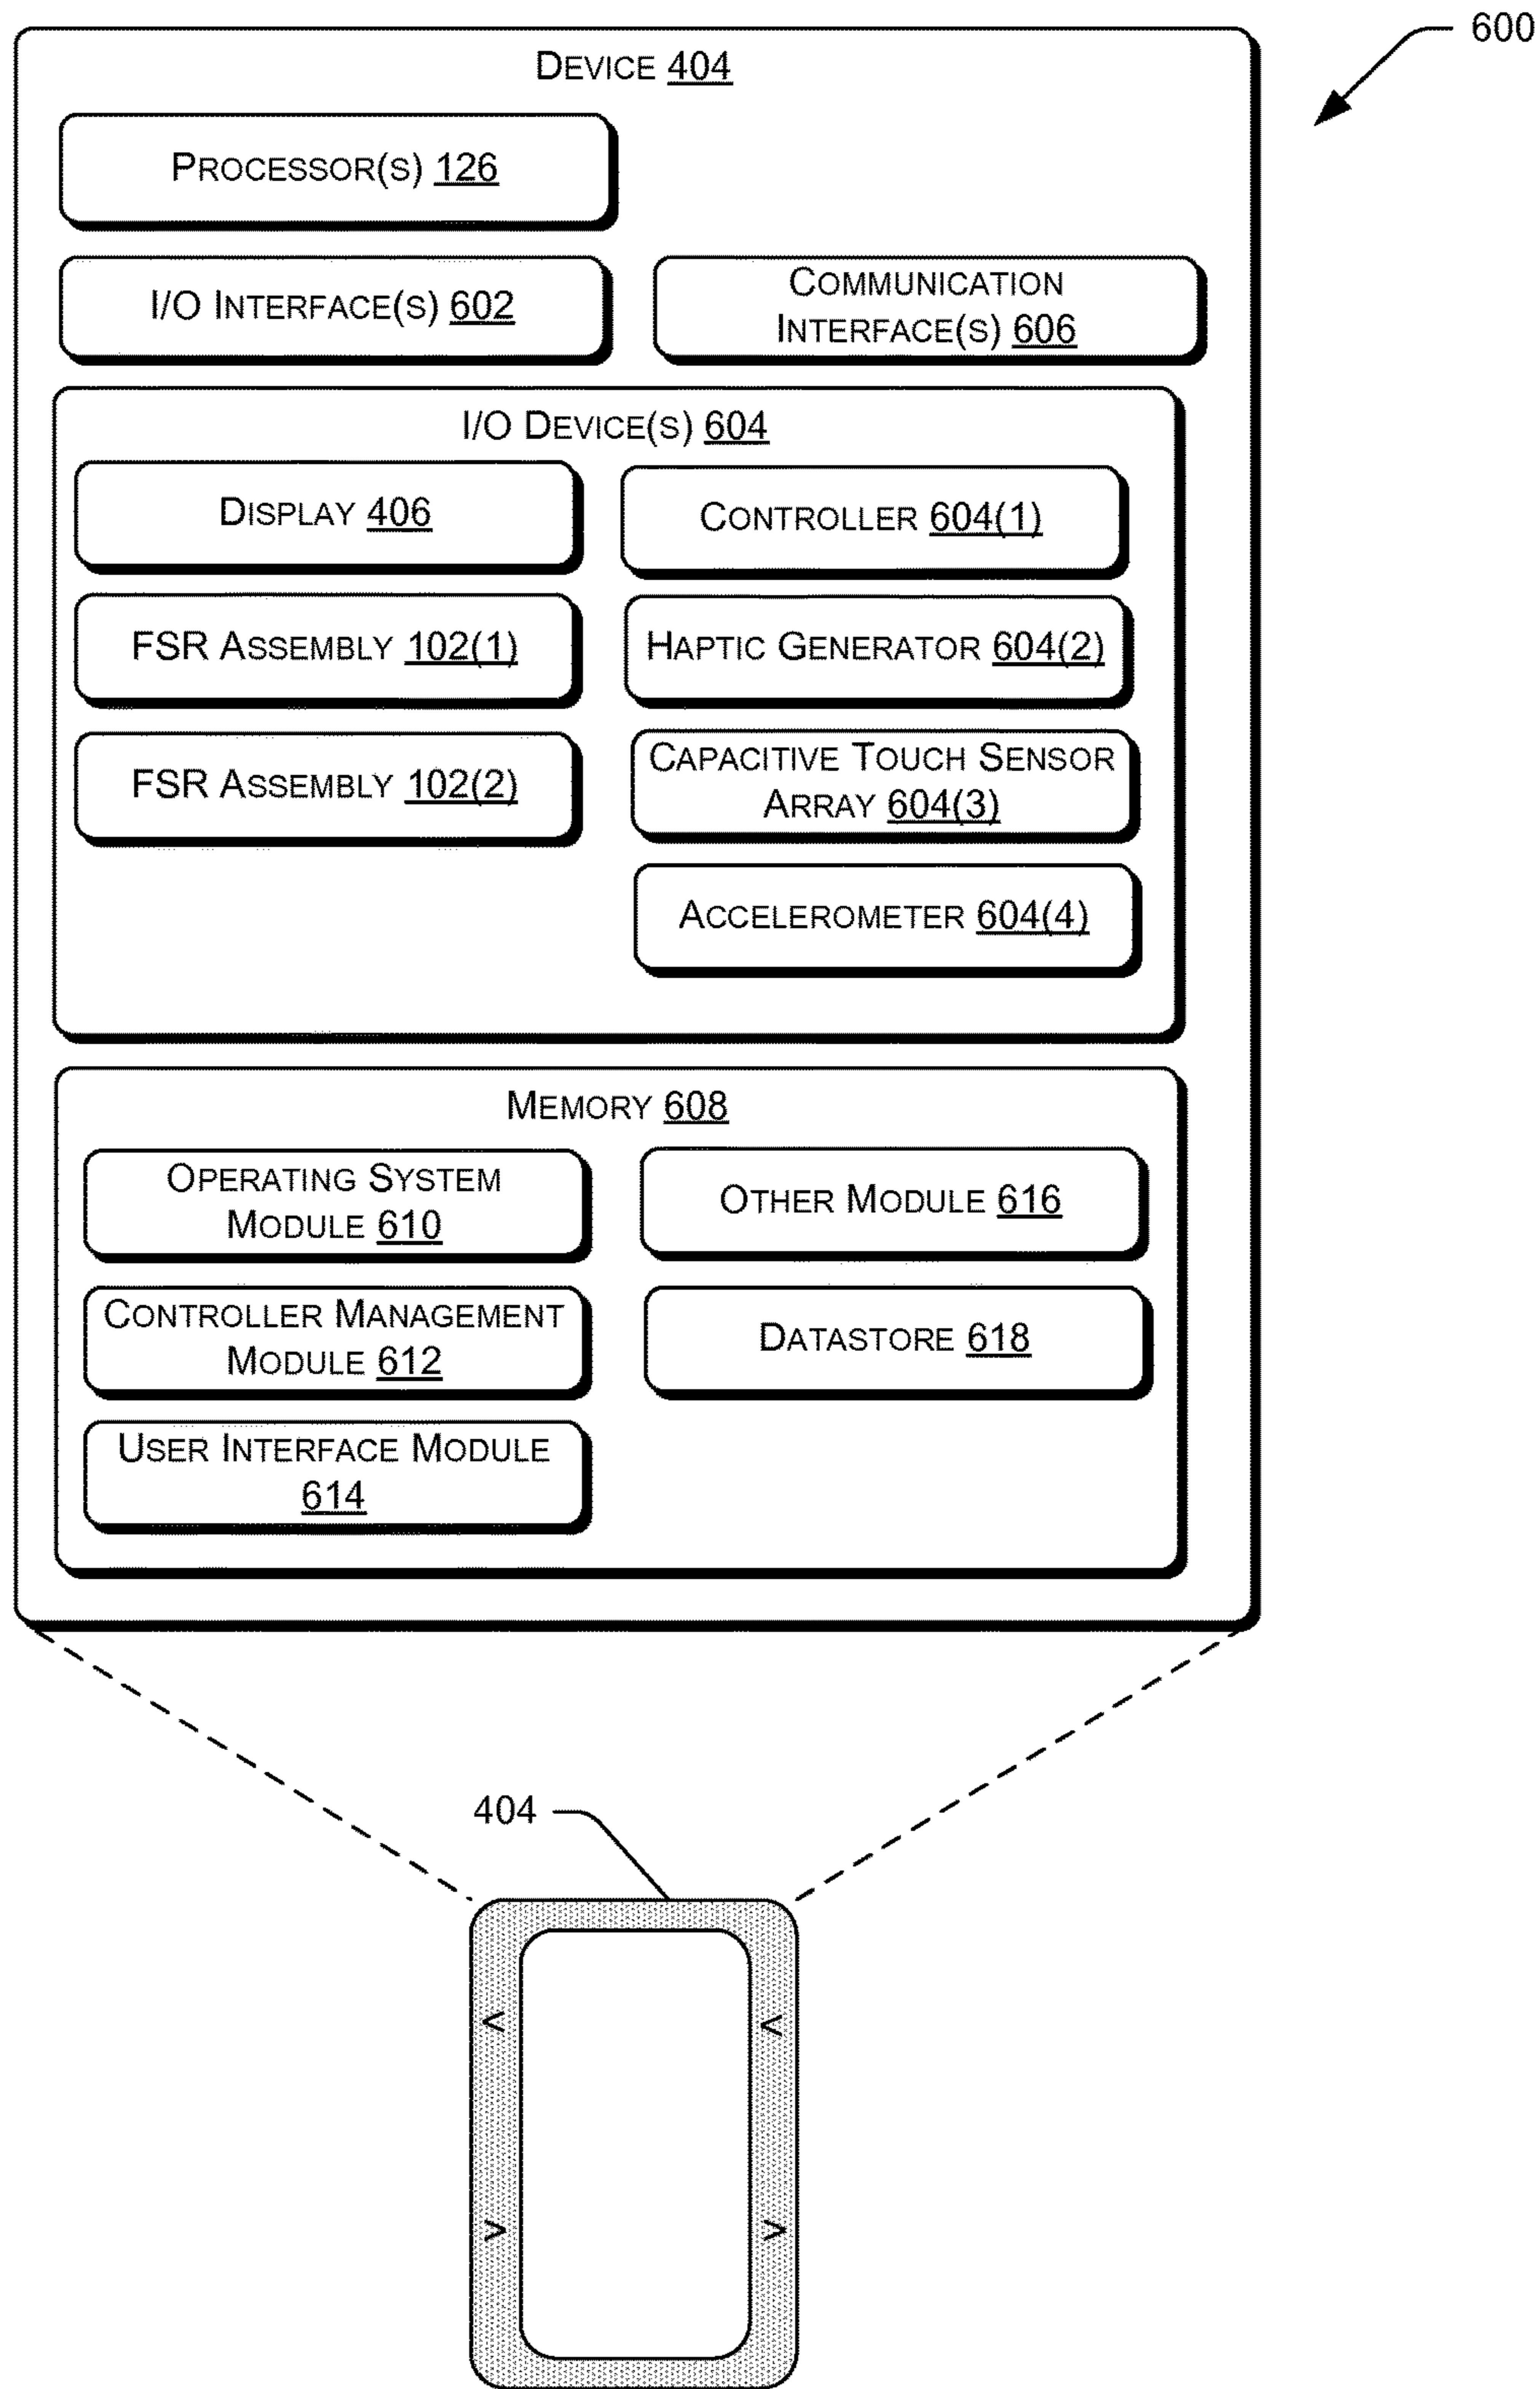 600
DEVICE 404
PROCESSOR(S) 126
I/O INTERFACE(S) 602
COMMUNICATION
INTERFACE(S) 606
I/O DEVICE(S) 604
DISPLAY 406
CONTROLLER 604(1)
FSR ASSEMBLY 102(1)
HAPTIC GENERATOR 604(2)
FSR ASSEMBLY 102(2)
CAPACITIVE TOUCH SENSOR
ARRAY 604(3)
ACCELEROMETER 604(4)
MEMORY 608
OPERATING SYSTEM
MODULE 610
OTHER MODULE 616
CONTROLLER MANAGEMENT
MODULE 612
DATASTORE 618
USER INTERFACE MODULE
614
404
< <
> >